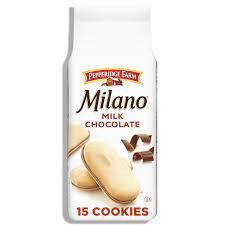 PEPPERIDGE FARM
Milano®
MILK
CHOCOLATE
15 COOKIES